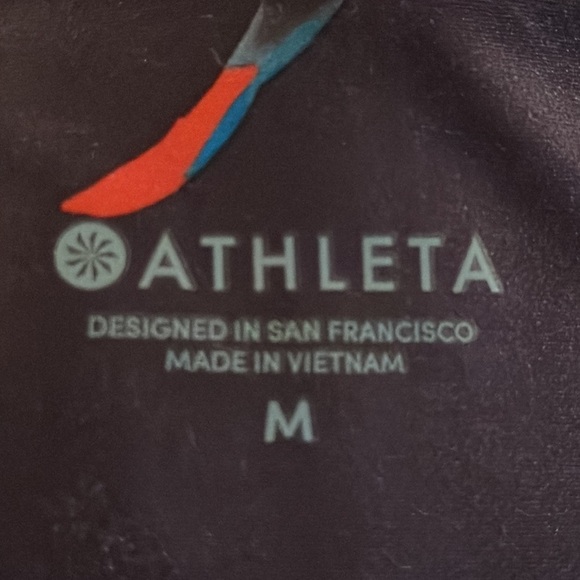 ATHLETA
DESIGNED IN SAN FRANCISCO
MADE IN VIETNAM
M